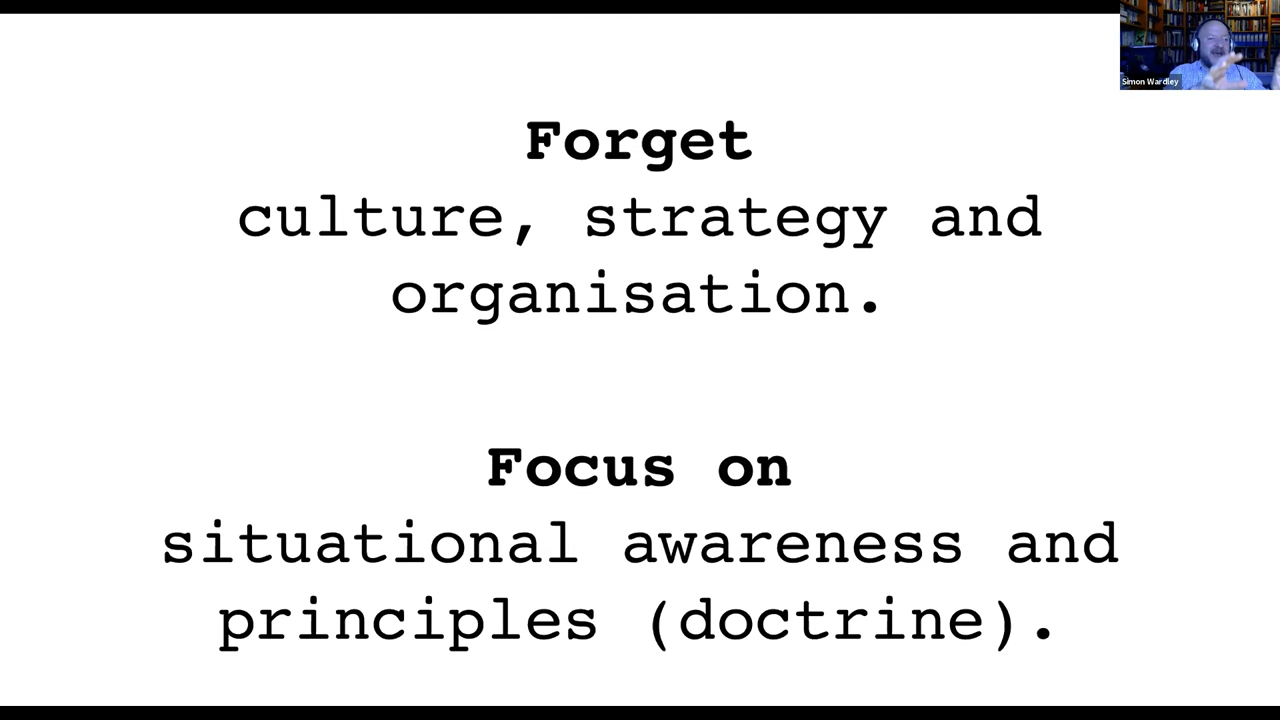 Simon Wardley
Forget
culture, strategy and
organisation.
Focus on
situational awareness and
principles (doctrine).